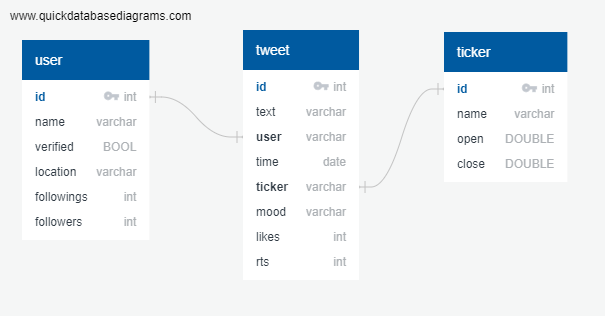 www.quickdatabasediagrams.com
user
id int
name varchar
verified BOOL
location varchar
followings int
followers int
tweet
id int
text varchar
user varchar
time date
ticker varchar
mood varchar
likes int
rts int
ticker
id int
name varchar
open DOUBLE
close DOUBLE